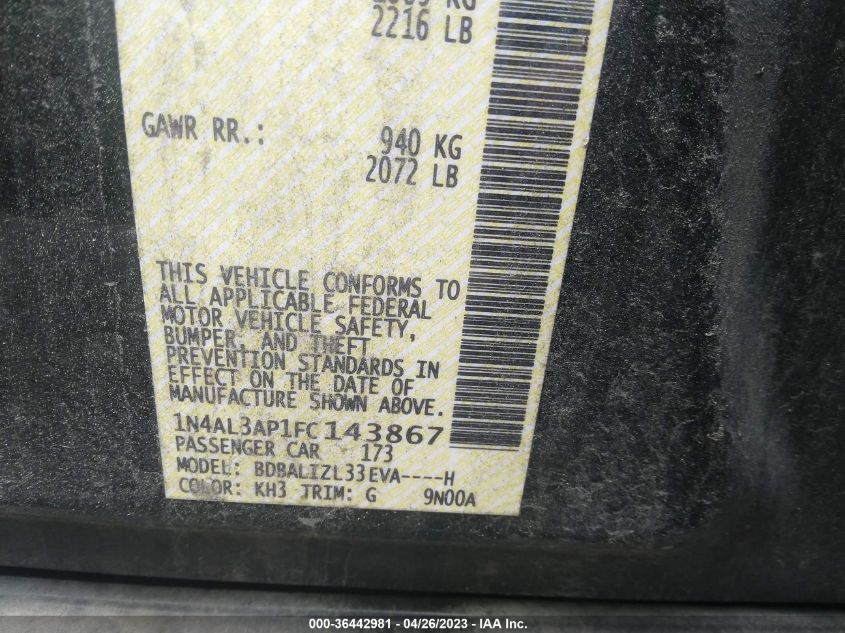 2216 LB
GAWR RR.: 940 KG
2072 LB
THIS VEHICLE CONFORMS TO
ALL APPLICABLE FEDERAL
MOTOR VEHICLE SAFETY,
BUMPER, AND THEFT
PREVENTION STANDARDS IN
EFFECT ON THE DATE OF
MANUFACTURE SHOWN ABOVE.
1N4AL3AP1FC143867
PASSENGER CAR 173
MODEL: BDBALIZL33EVA----H
COLOR: KH3 TRIM: G 9N00A
000-36442981 - 04/26/2023 - IAA Inc.